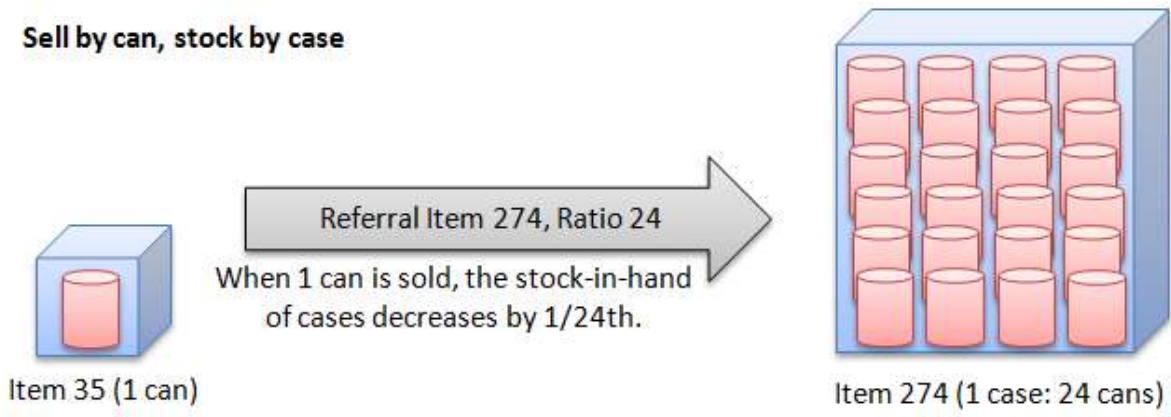 Sell by can, stock by case
Referral Item 274, Ratio 24
When 1 can is sold, the stock-in-hand
of cases decreases by 1/24th.
Item 35 (1 can)
Item 274 (1 case: 24 cans)